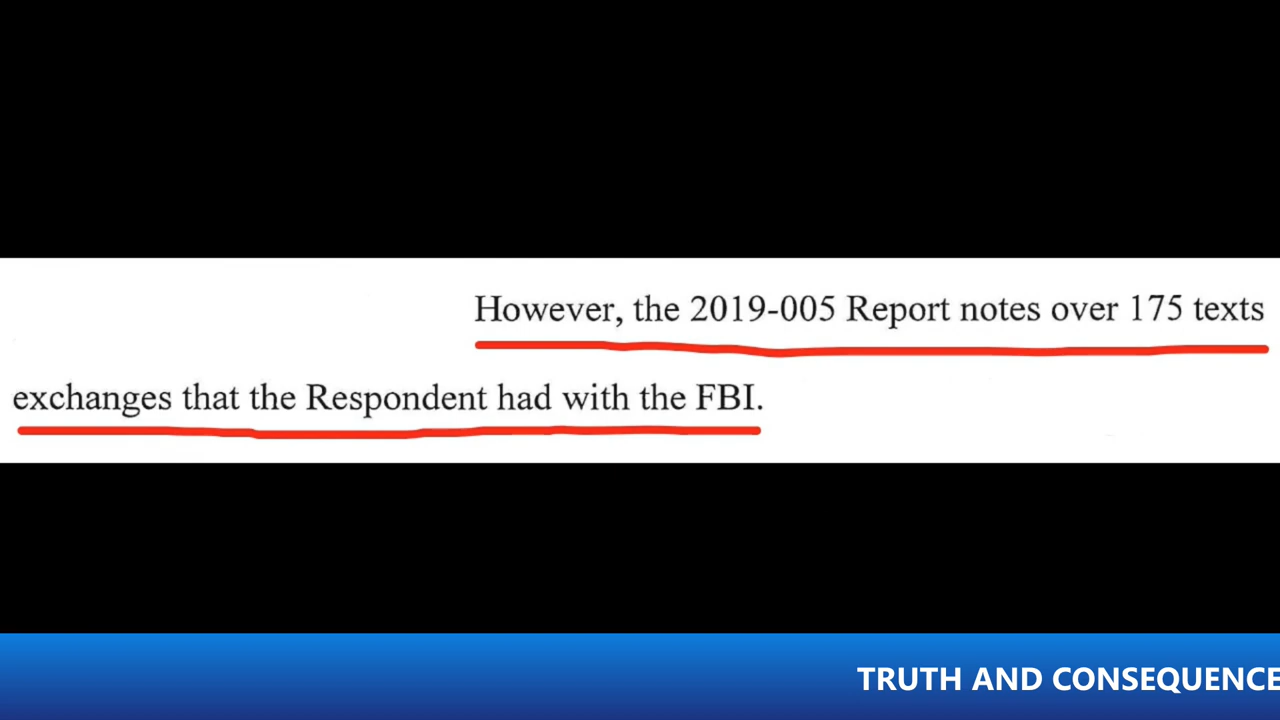 However, the 2019-005 Report notes over 175 texts
exchanges that the Respondent had with the FBI.
TRUTH AND CONSEQUENCE